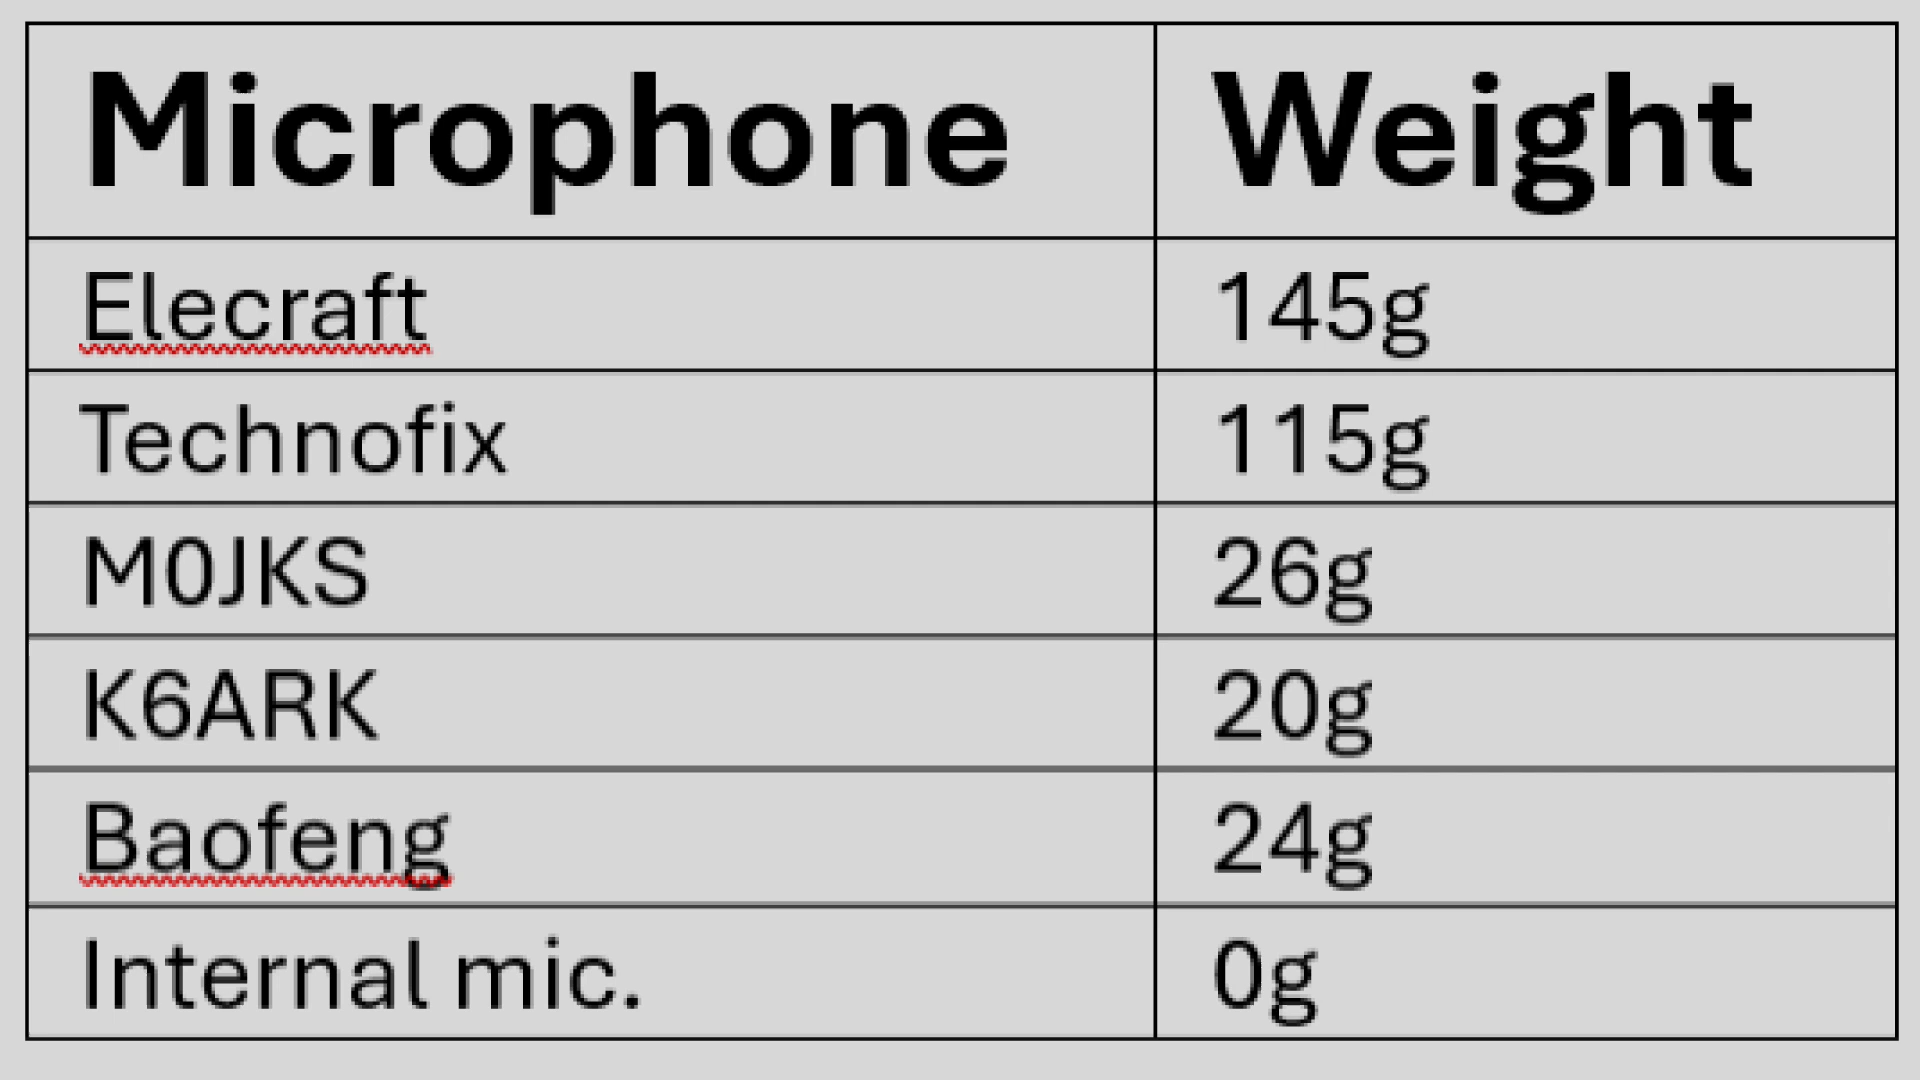 Microphone Weight
Elecraft 145g
Technofix 115g
M0JKS 26g
K6ARK 20g
Baofeng 24g
Internal mic. 0g